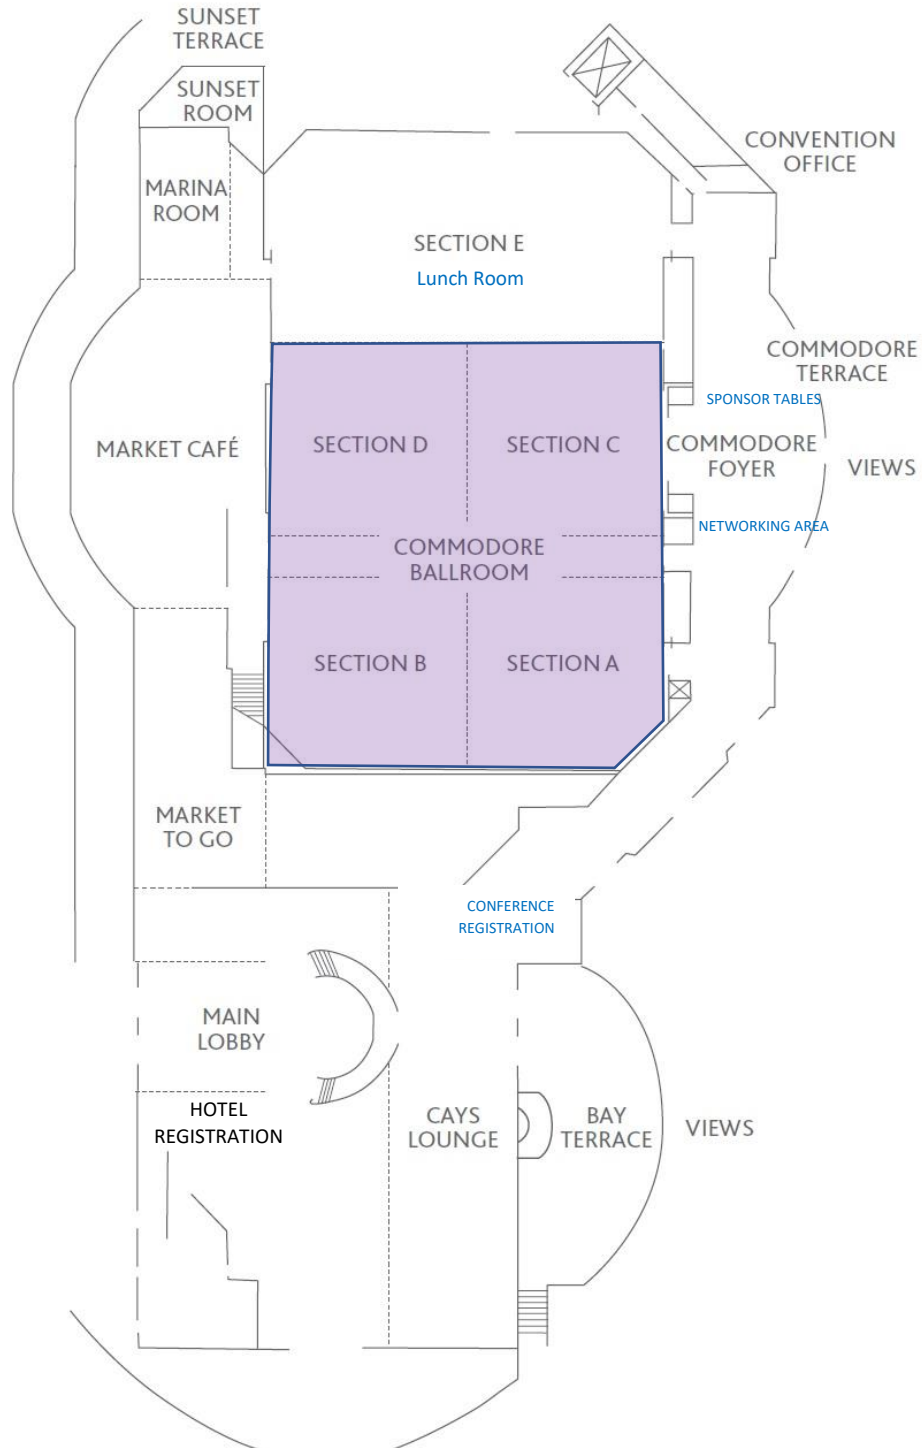 SUNSET
TERRACE
SUNSET
ROOM
CONVENTION
OFFICE
MARINA
ROOM
SECTION E
Lunch Room
COMMODORE
TERRACE
SPONSOR TABLES
MARKET CAFÉ
SECTION D
SECTION C
COMMODORE
FOYER
VIEWS
NETWORKING AREA
COMMODORE
BALLROOM
SECTION B
SECTION A
MARKET
TO GO
CONFERENCE
REGISTRATION
MAIN
LOBBY
HOTEL
REGISTRATION
CAYS
LOUNGE
BAY
TERRACE
VIEWS